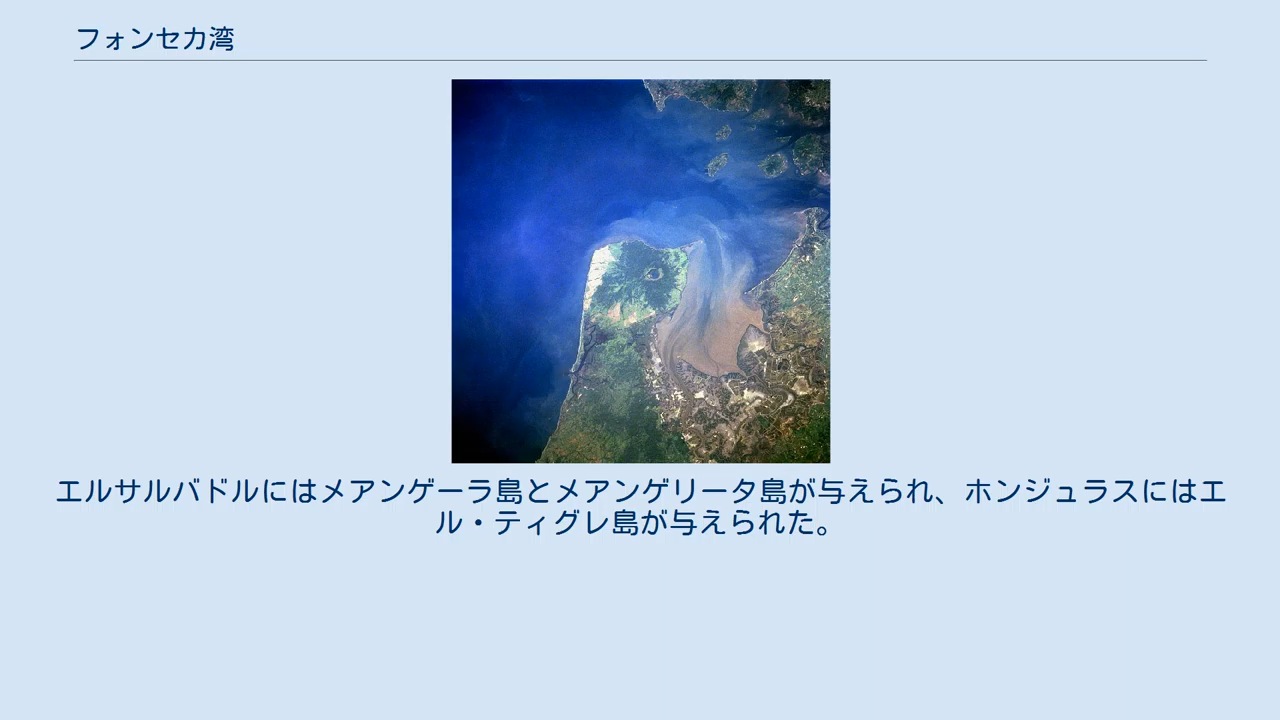 フォンセカ湾
エルサルバドルにはメアンゲーラ島とメアンゲリータ島が与えられ、ホンジュラスにはエ
ル・ティグレ島が与えられた。